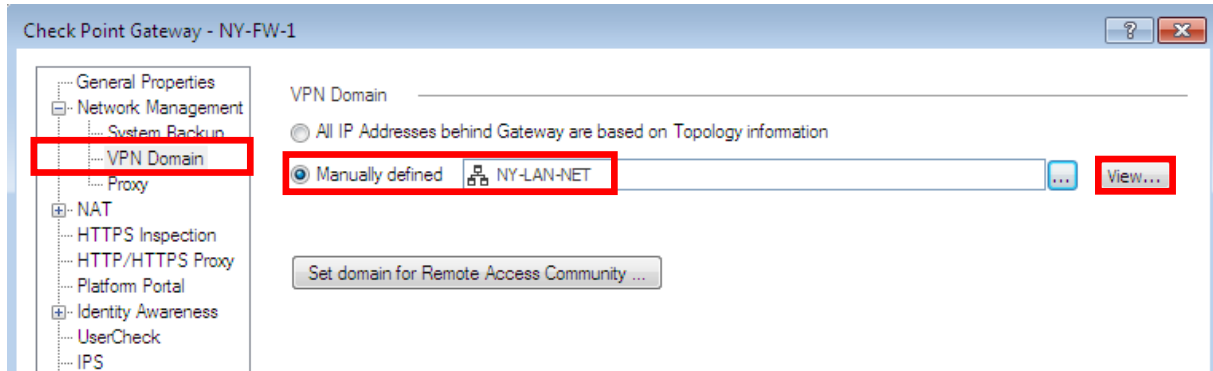 Check Point Gateway - NY-FW-1
?
General Properties
Network Management
System Backup
VPN Domain
Proxy
NAT
HTTPS Inspection
HTTP/HTTPS Proxy
Platform Portal
Identity Awareness
UserCheck
IPS
VPN Domain
All IP Addresses behind Gateway are based on Topology information
Manually defined NY-LAN-NET ... View...
Set domain for Remote Access Community ...